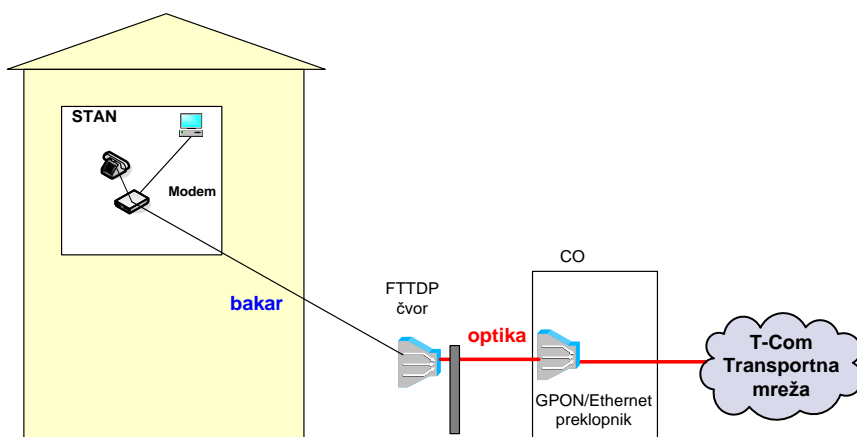 STAN
Modem
bakar
FTTDP
čvor
optika
CO
GPON/Ethernet
preklopnik
T-Com
Transportna
mreža